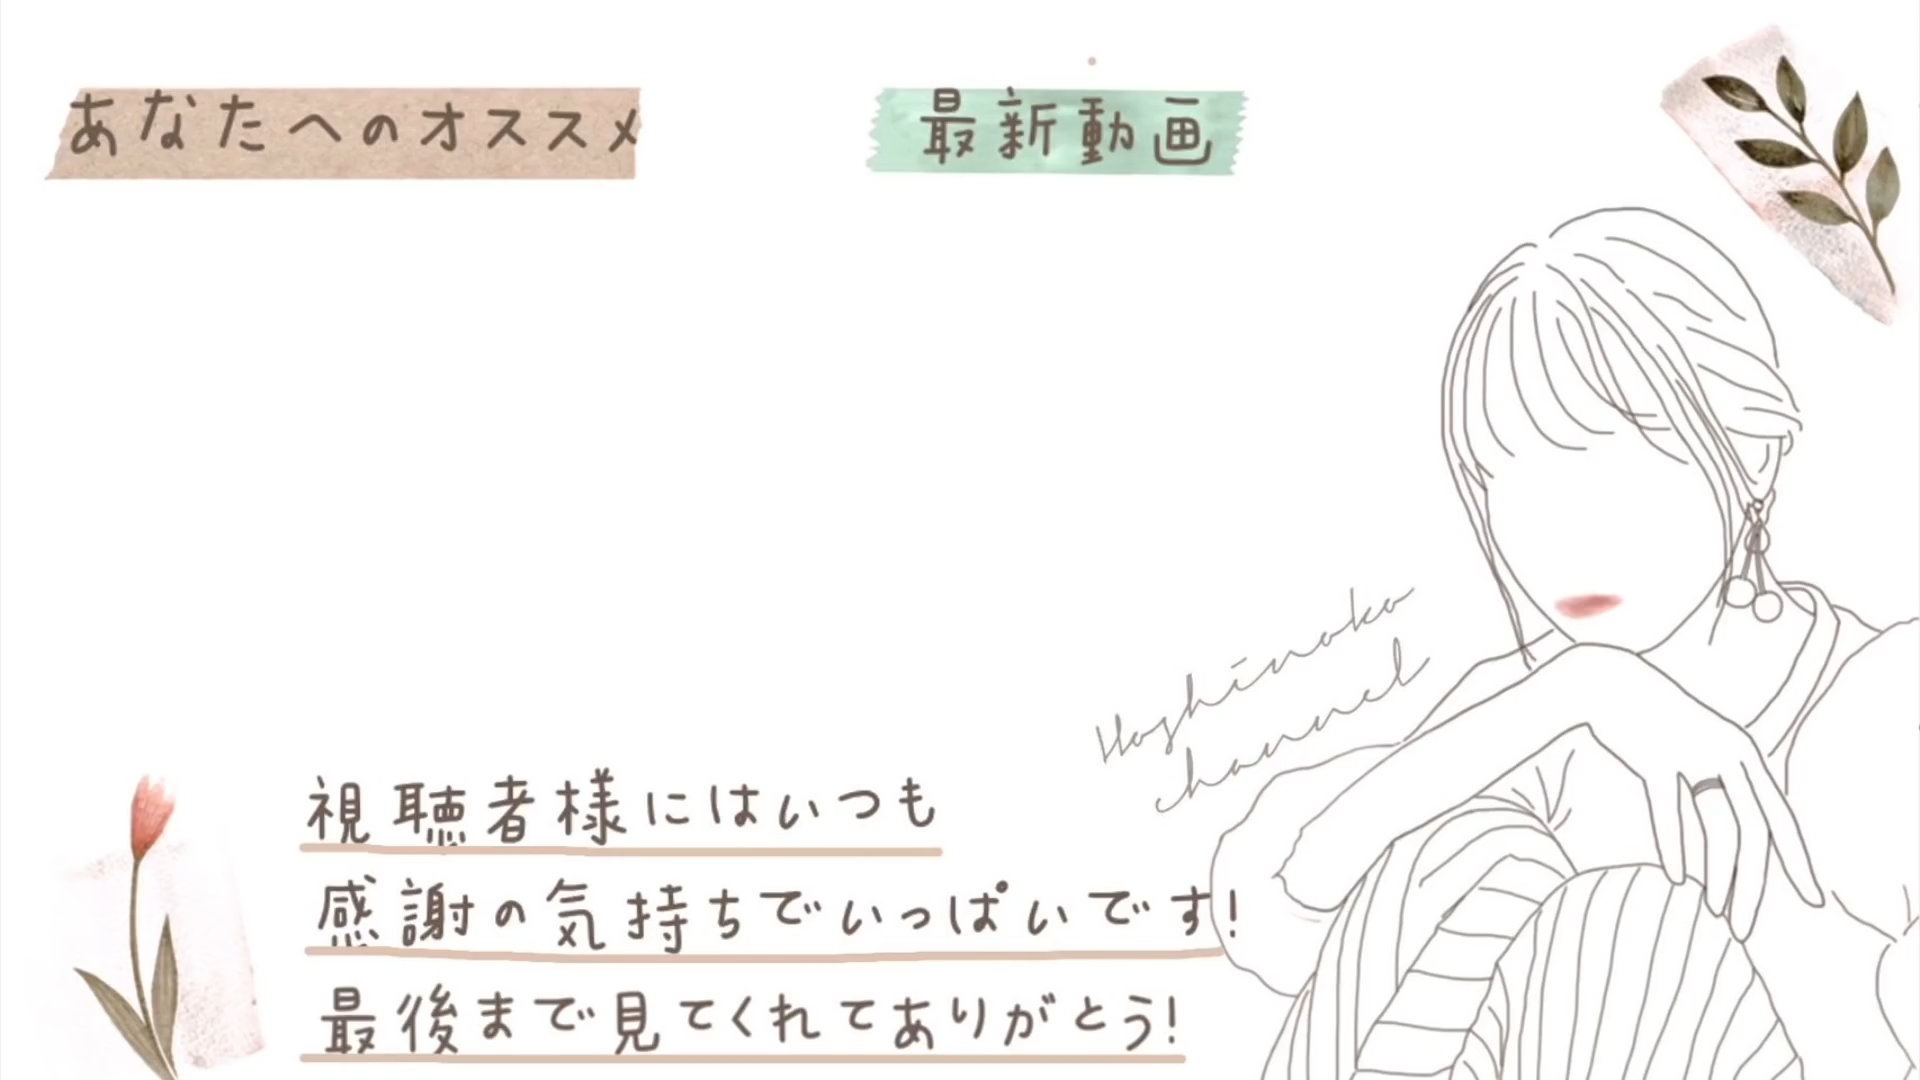 あなたへのオススメ
最新動画
Hoshinoko
channel
視聴者様にはいつも
感謝の気持ちでいっぱいです!
最後まで見てくれてありがとう!